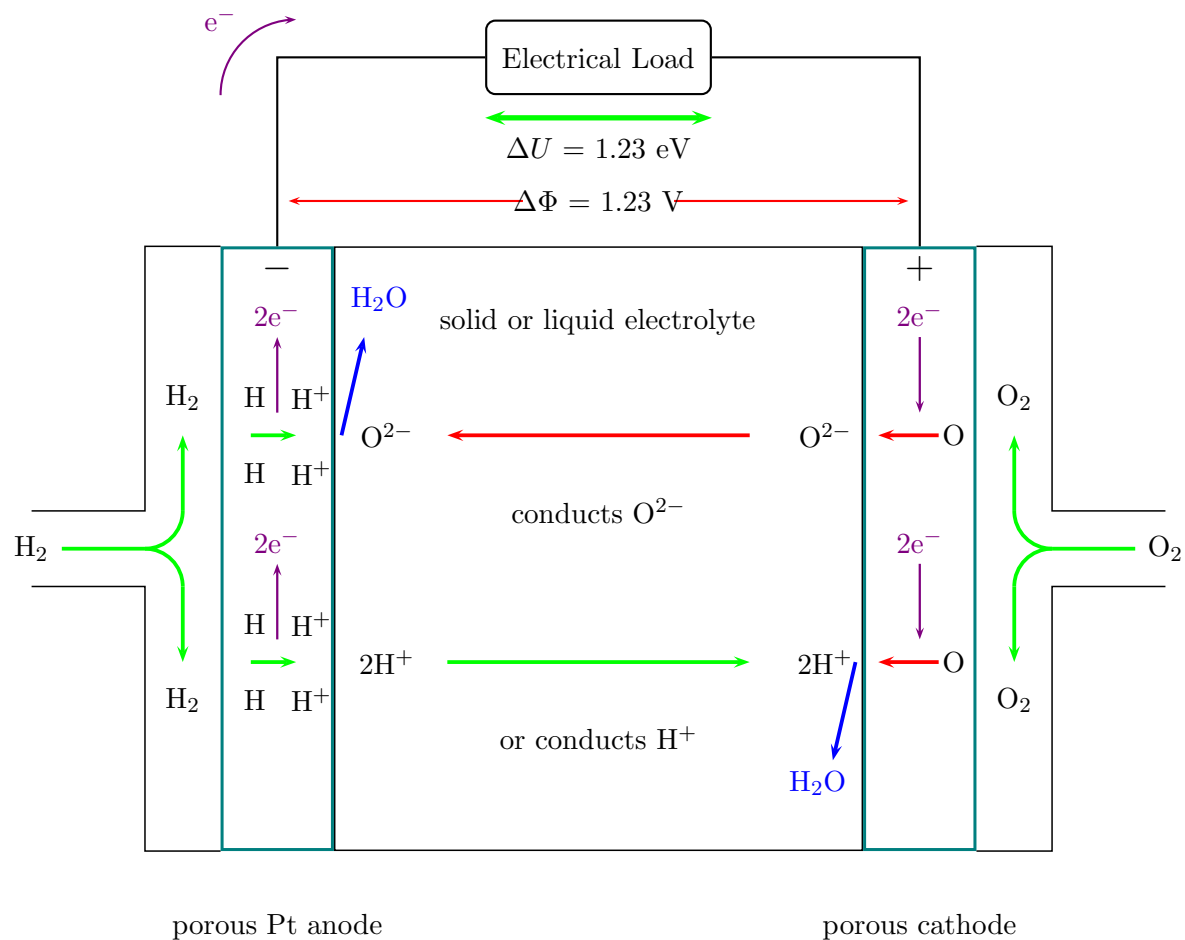 e⁻
Electrical Load
ΔU = 1.23 eV
ΔΦ = 1.23 V
− +
H₂O
2e⁻ solid or liquid electrolyte 2e⁻
H₂ H H⁺ O₂
O²⁻ O²⁻ O
H H⁺
conducts O²⁻
H₂ 2e⁻ 2e⁻ O₂
H H⁺
2H⁺ 2H⁺ O
H₂ H H⁺ O₂
or conducts H⁺
H₂O
porous Pt anode porous cathode